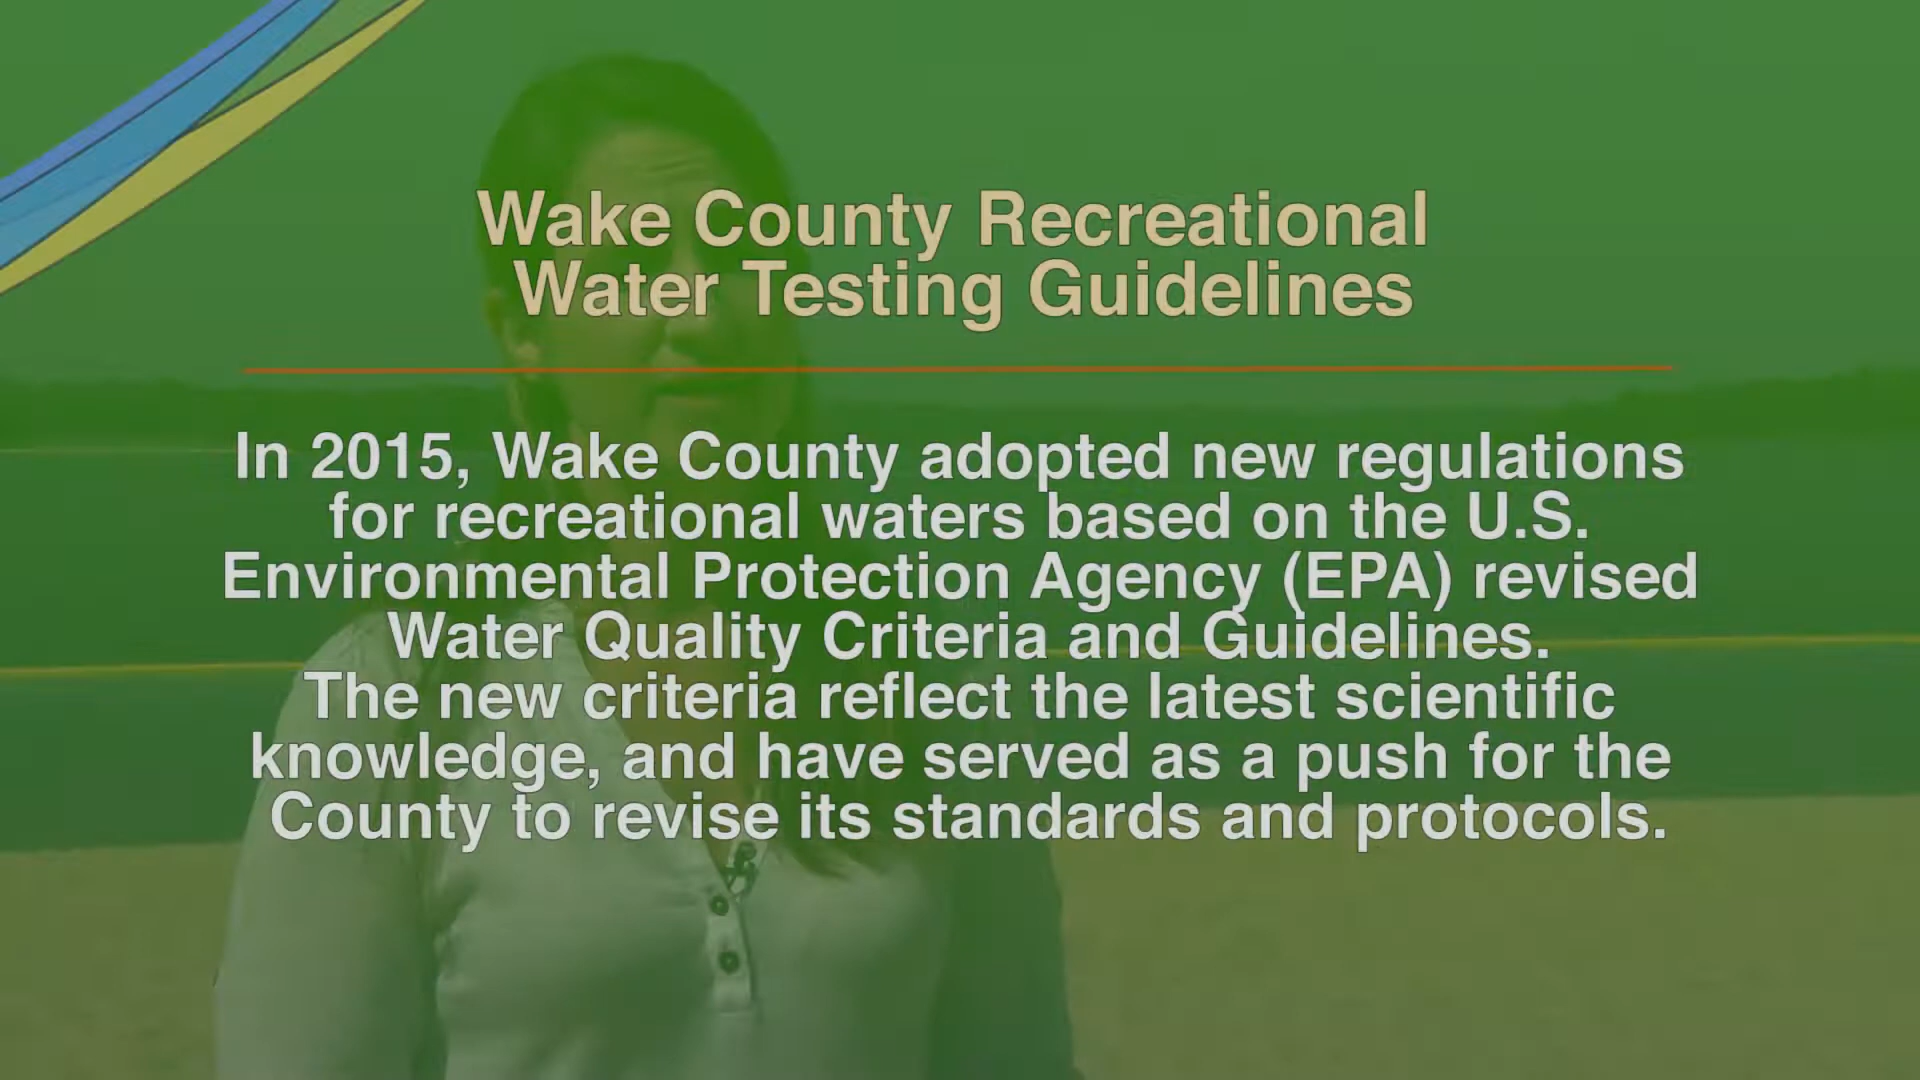 Wake County Recreational
Water Testing Guidelines
In 2015, Wake County adopted new regulations
for recreational waters based on the U.S.
Environmental Protection Agency (EPA) revised
Water Quality Criteria and Guidelines.
The new criteria reflect the latest scientific
knowledge, and have served as a push for the
County to revise its standards and protocols.